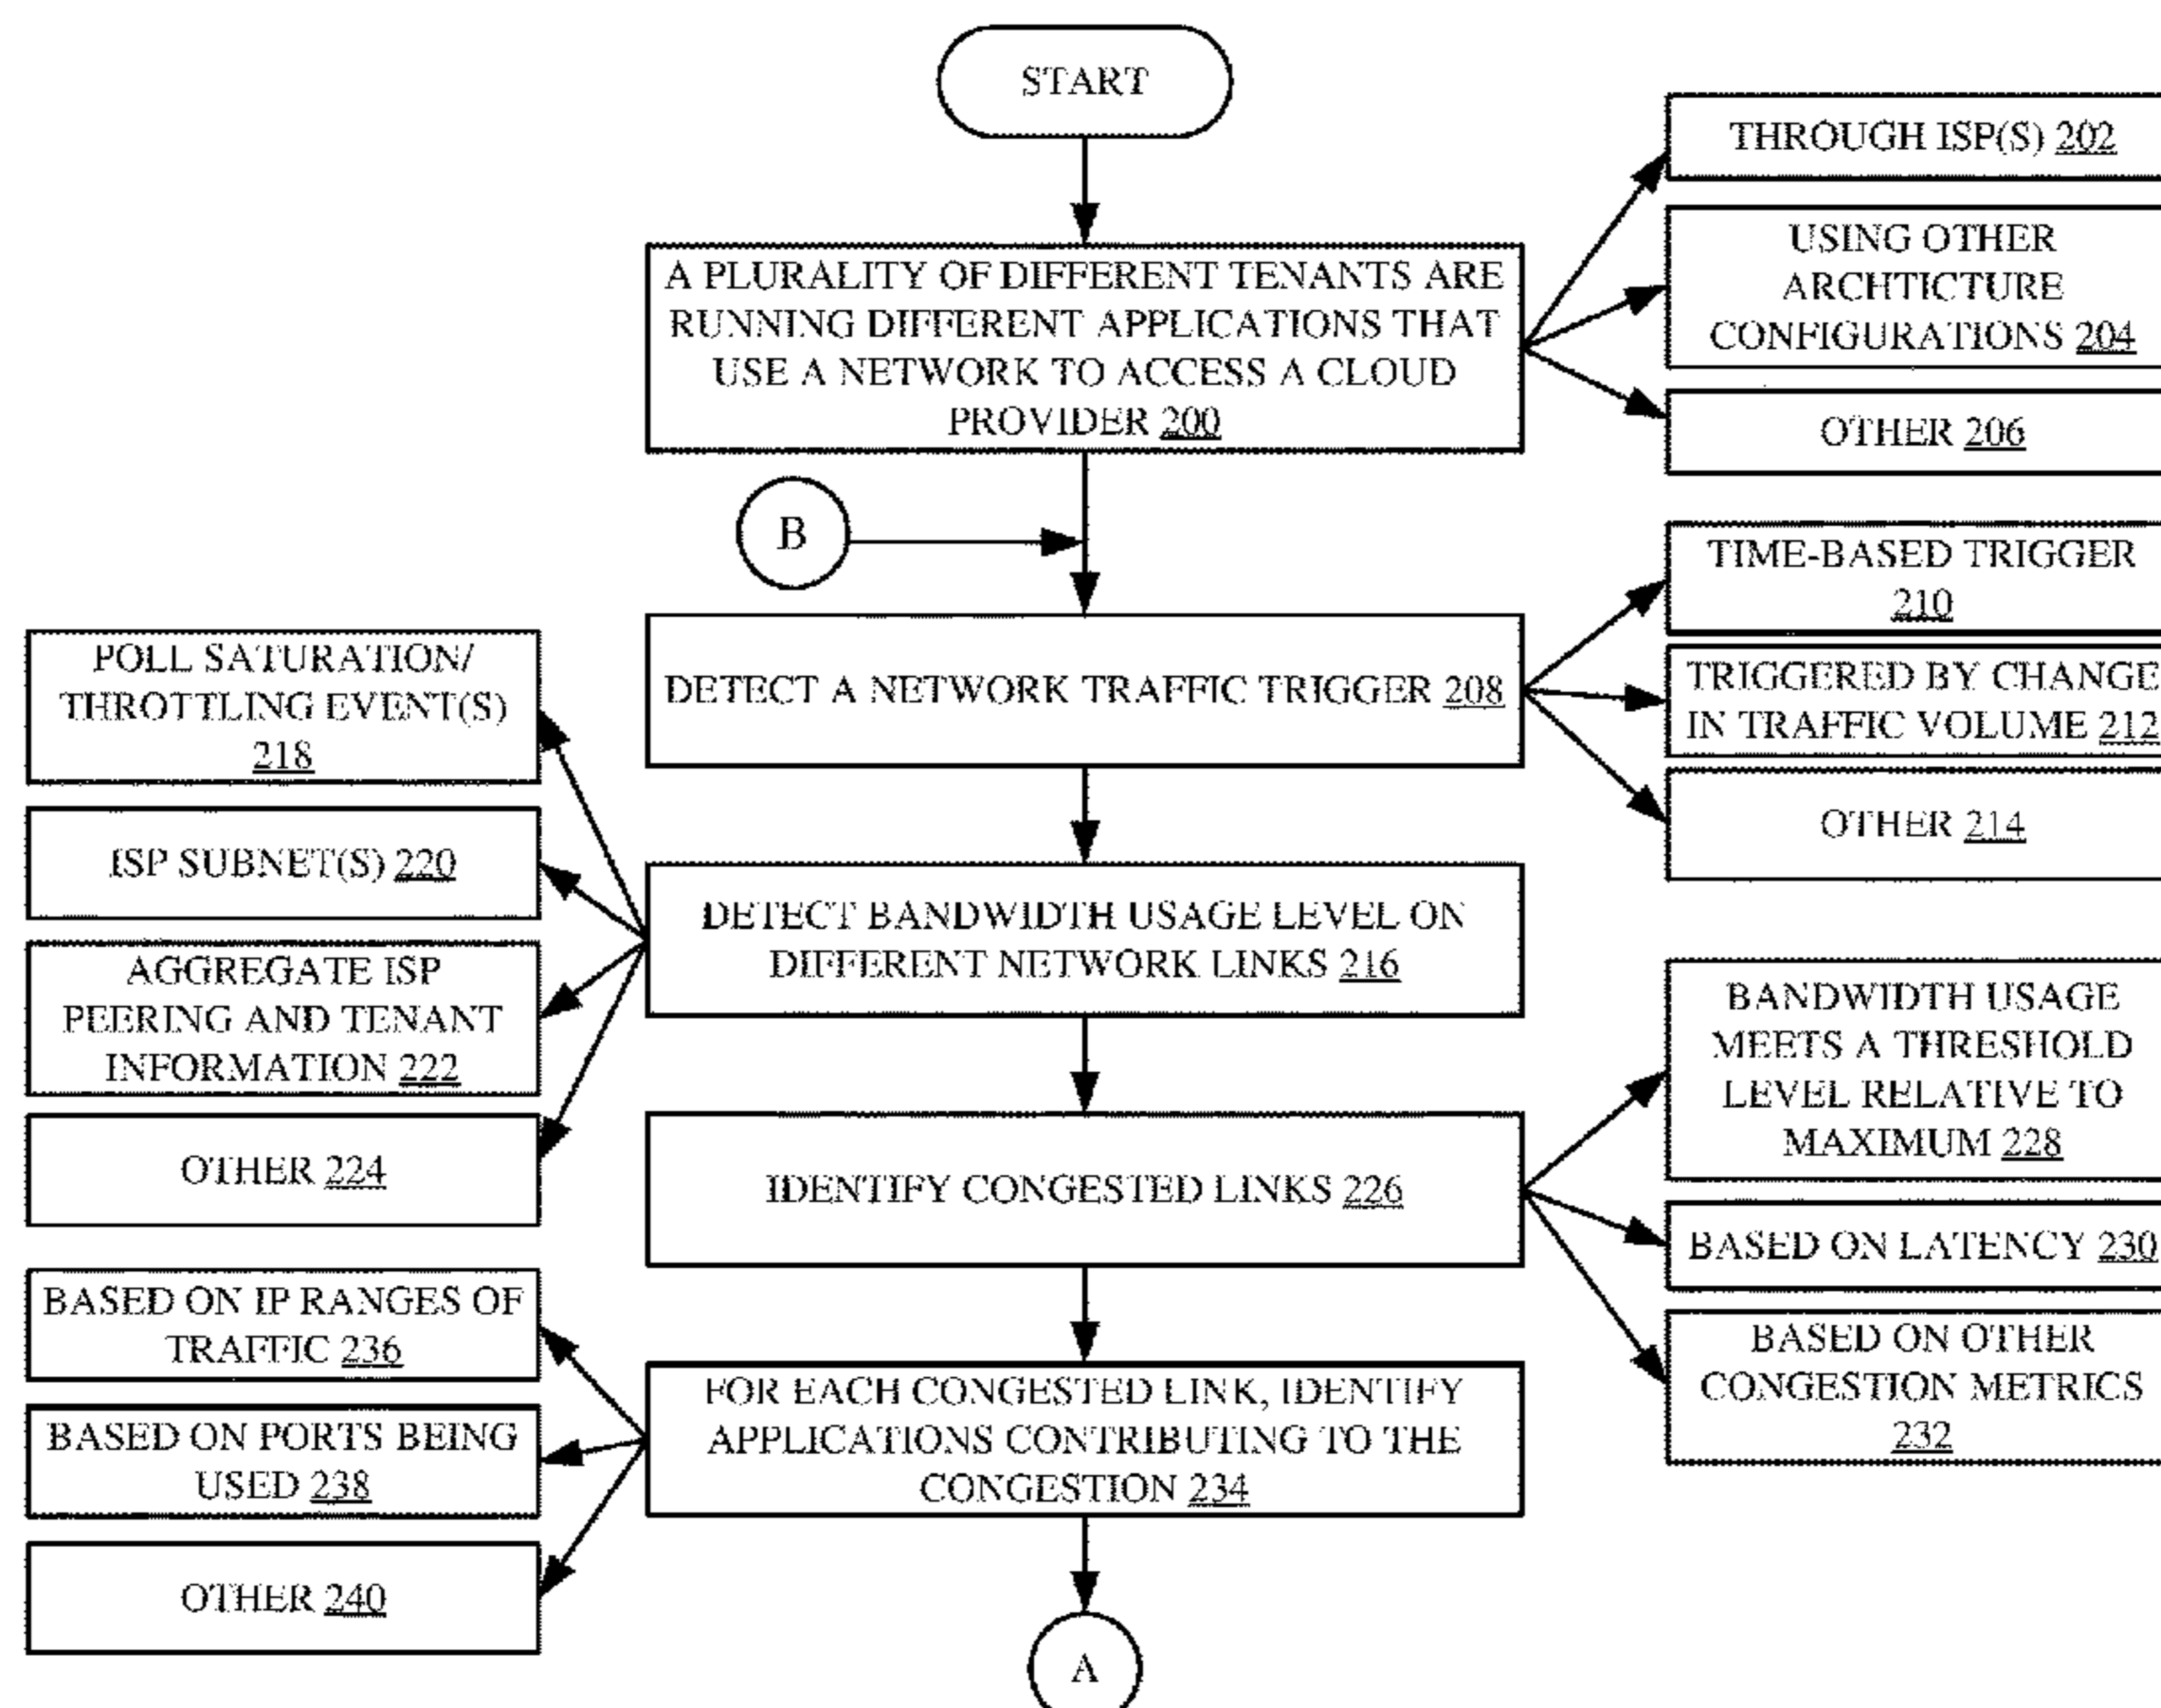 START
THROUGH ISP(S) 202
USING OTHER
ARCHTICTURE
CONFIGURATIONS 204
OTHER 206
A PLURALITY OF DIFFERENT TENANTS ARE
RUNNING DIFFERENT APPLICATIONS THAT
USE A NETWORK TO ACCESS A CLOUD
PROVIDER 200
B
TIME-BASED TRIGGER
210
TRIGGERED BY CHANGE
IN TRAFFIC VOLUME 212
OTHER 214
DETECT A NETWORK TRAFFIC TRIGGER 208
POLL SATURATION/
THROTTLING EVENT(S)
218
ISP SUBNET(S) 220
AGGREGATE ISP
PEERING AND TENANT
INFORMATION 222
OTHER 224
DETECT BANDWIDTH USAGE LEVEL ON
DIFFERENT NETWORK LINKS 216
BANDWIDTH USAGE
MEETS A THRESHOLD
LEVEL RELATIVE TO
MAXIMUM 228
BASED ON LATENCY 230
BASED ON OTHER
CONGESTION METRICS
232
IDENTIFY CONGESTED LINKS 226
BASED ON IP RANGES OF
TRAFFIC 236
BASED ON PORTS BEING
USED 238
OTHER 240
FOR EACH CONGESTED LINK, IDENTIFY
APPLICATIONS CONTRIBUTING TO THE
CONGESTION 234
A